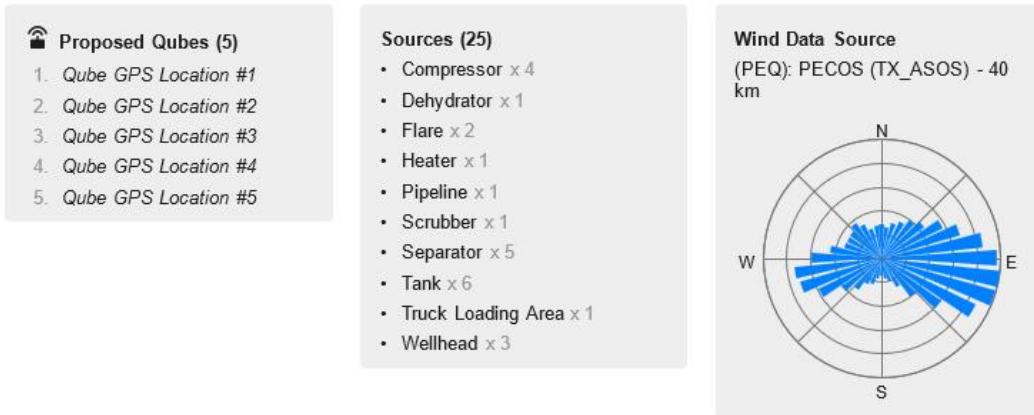 Proposed Qubes (5)
1. Qube GPS Location #1
2. Qube GPS Location #2
3. Qube GPS Location #3
4. Qube GPS Location #4
5. Qube GPS Location #5
Sources (25)
• Compressor x 4
• Dehydrator x 1
• Flare x 2
• Heater x 1
• Pipeline x 1
• Scrubber x 1
• Separator x 5
• Tank x 6
• Truck Loading Area x 1
• Wellhead x 3
Wind Data Source
(PEQ): PECOS (TX_ASOS) - 40
km
N
W
E
S